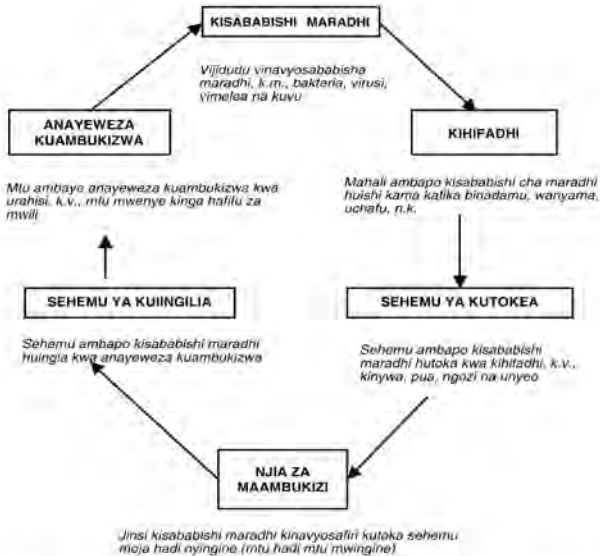 KISABABISHI MARADHI
Vijidudu vinavyosababisha
maradhi, k.m., bakteria, virusi,
vimelea na kuvu
KIHIFADHI
Mahali ambapo kisababishi cha maradhi
huishi kama katika binadamu, wanyama,
uchafu, n.k.
SEHEMU YA KUTOKEA
Sehemu ambapo kisababishi
maradhi hutoka kwa kihifadhi, k.v.,
kinywa, pua, ngozi na unyeo
NJIA ZA
MAAMBUKIZI
Jinsi kisababishi maradhi kinavyosafiri kutoka sehemu
moja hadi nyingine (mtu hadi mtu mwingine)
SEHEMU YA KUIINGILIA
Sehemu ambapo kisababishi maradhi
huingia kwa anayeweza kuambukizwa
ANAYEWEZA
KUAMBUKIZWA
Mtu ambaye anayeweza kuambukizwa kwa
urahisi, k.v., mtu mwenye kinga hafifu za
mwili